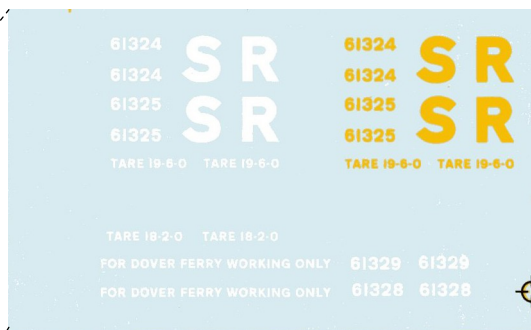 61324 S R 61324 S R
61324 61324
61325 S R 61325 S R
61325 61325
TARE 19-6-0 TARE 19-6-0 TARE 19-6-0 TARE 19-6-0
TARE 18-2-0 TARE 18-2-0
FOR DOVER FERRY WORKING ONLY 61329 61329
FOR DOVER FERRY WORKING ONLY 61328 61328